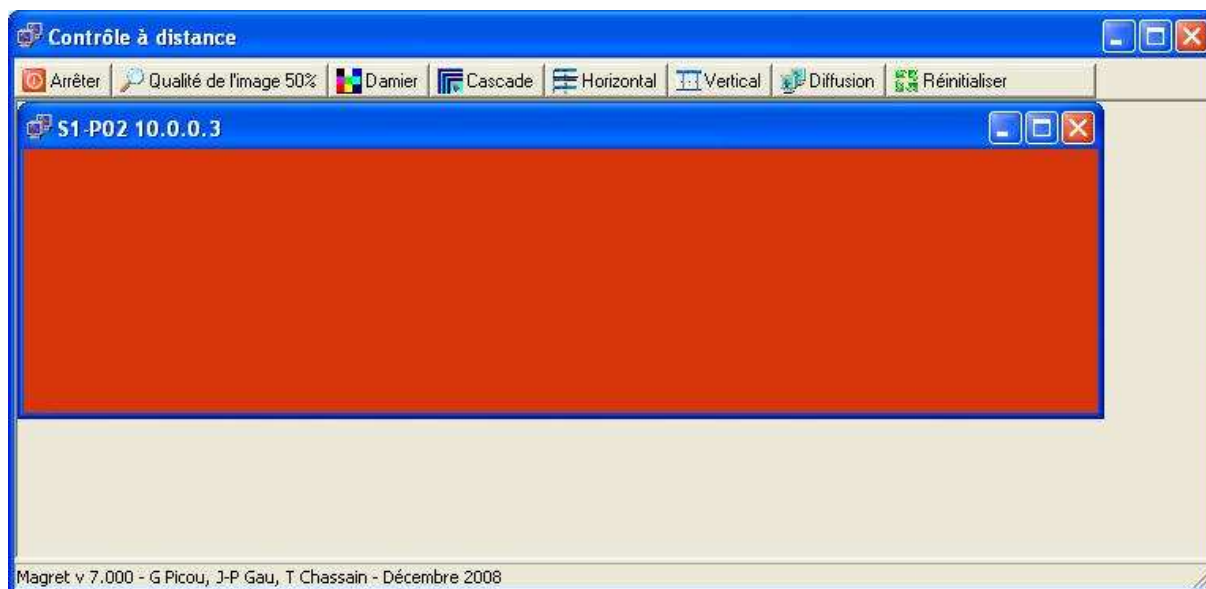 Contrôle à distance
Arrêter Qualité de l'image 50% Damier Cascade Horizontal Vertical Diffusion Réinitialiser
S1-P02 10.0.0.3
Magret v 7.000 - G Picou, J-P Gau, T Chassain - Décembre 2008